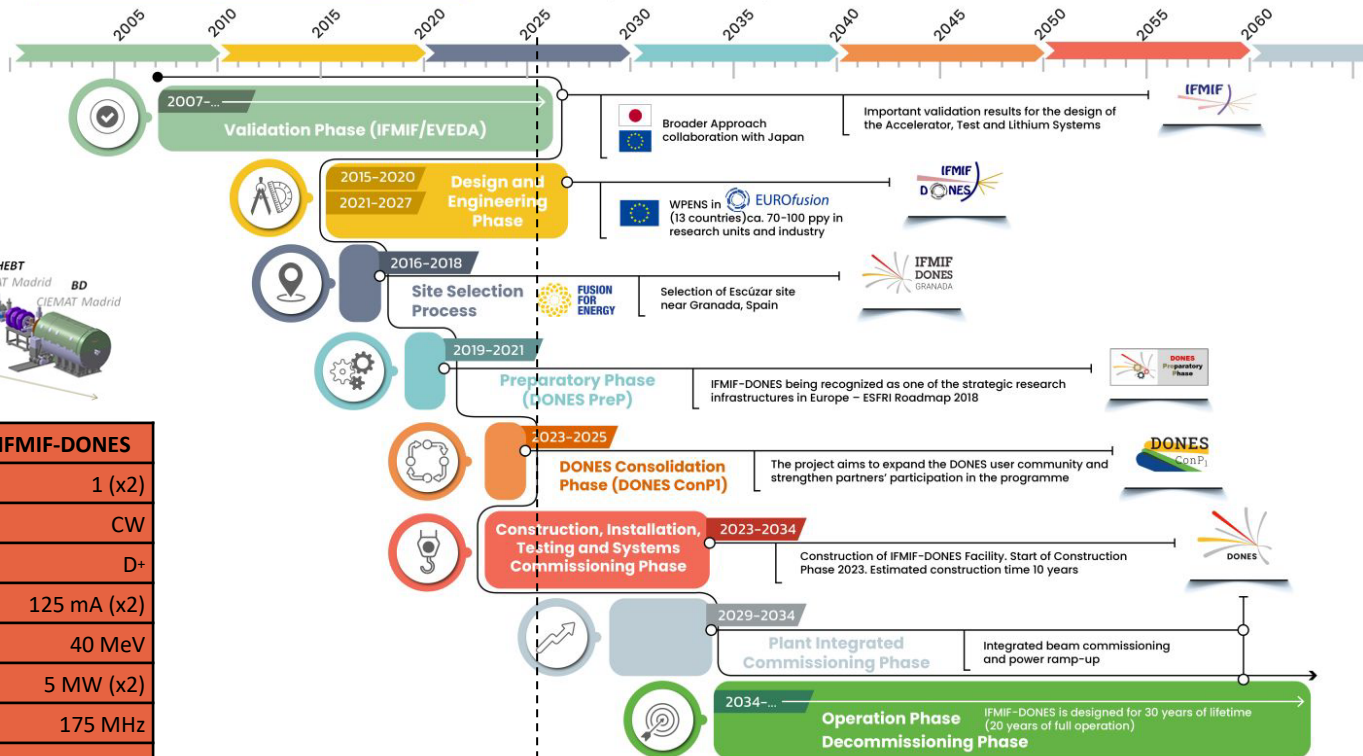 2005
2010
2015
2020
2025
2030
2035
2040
2045
2050
2055
2060
2007-...
Validation Phase (IFMIF/EVEDA)
Broader Approach
collaboration with Japan
Important validation results for the design of
the Accelerator, Test and Lithium Systems
IFMIF
2015-2020
2021-2027
Design and
Engineering
Phase
WPENS in EUROfusion
(13 countries)ca. 70-100 ppy in
research units and industry
IFMIF
DONES
HEBT
AT Madrid
BD
CIEMAT Madrid
2016-2018
Site Selection
Process
FUSION
FOR
ENERGY
Selection of Escúzar site
near Granada, Spain
IFMIF
DONES
GRANADA
2019-2021
Preparatory Phase
(DONES PreP)
IFMIF-DONES being recognized as one of the strategic research
infrastructures in Europe – ESFRI Roadmap 2018
DONES
Preparatory
Phase
2023-2025
DONES Consolidation
Phase (DONES ConP1)
The project aims to expand the DONES user community and
strengthen partners' participation in the programme
DONES
ConP1
Construction, Installation,
Testing and Systems
Commissioning Phase
2023-2034
Construction of IFMIF-DONES Facility. Start of Construction
Phase 2023. Estimated construction time 10 years
DONES
2029-2034
Plant Integrated
Commissioning Phase
Integrated beam commissioning
and power ramp-up
2034-...
Operation Phase
Decommissioning Phase
IFMIF-DONES is designed for 30 years of lifetime
(20 years of full operation)
IFMIF-DONES
1 (x2)
CW
D+
125 mA (x2)
40 MeV
5 MW (x2)
175 MHz